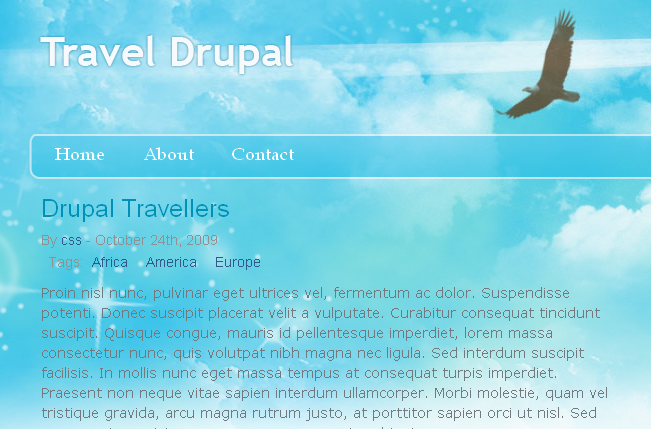 Travel Drupal
Home About Contact
Drupal Travellers
By css - October 24th, 2009
Tags: Africa America Europe
Proin nisl nunc, pulvinar eget ultrices vel, fermentum ac dolor. Suspendisse
potenti. Donec suscipit placerat velit a vulputate. Curabitur consequat tincidunt
suscipit. Quisque congue, mauris id pellentesque imperdiet, lorem massa
consectetur nunc, quis volutpat nibh magna nec ligula. Sed interdum suscipit
facilisis. In mollis nunc eget massa tempus at consequat turpis imperdiet.
Praesent non neque vitae sapien interdum ullamcorper. Morbi molestie, quam vel
tristique gravida, arcu magna rutrum justo, at porttitor sapien orci ut nisl. Sed